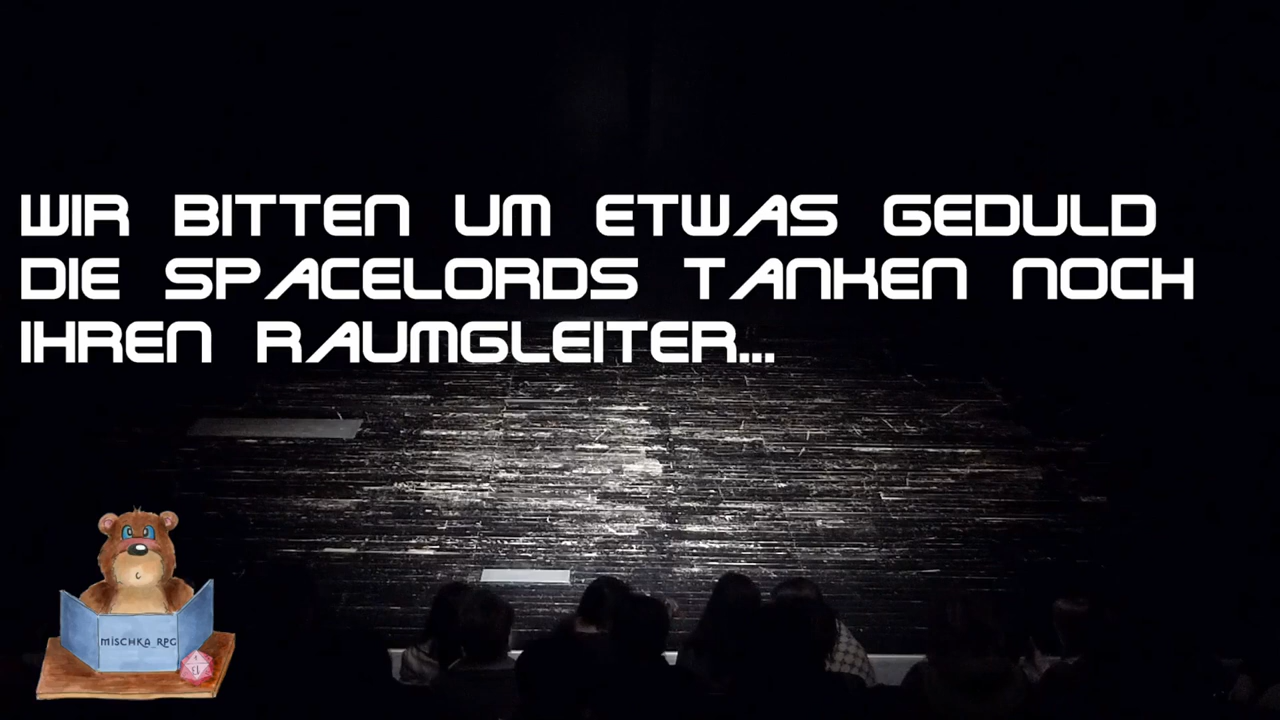 WIR BITTEN UM ETWAS GEDULD
DIE SPACELORDS TANKEN NOCH
IHREN RAUMGLEITER...
MISCHKA_RPG